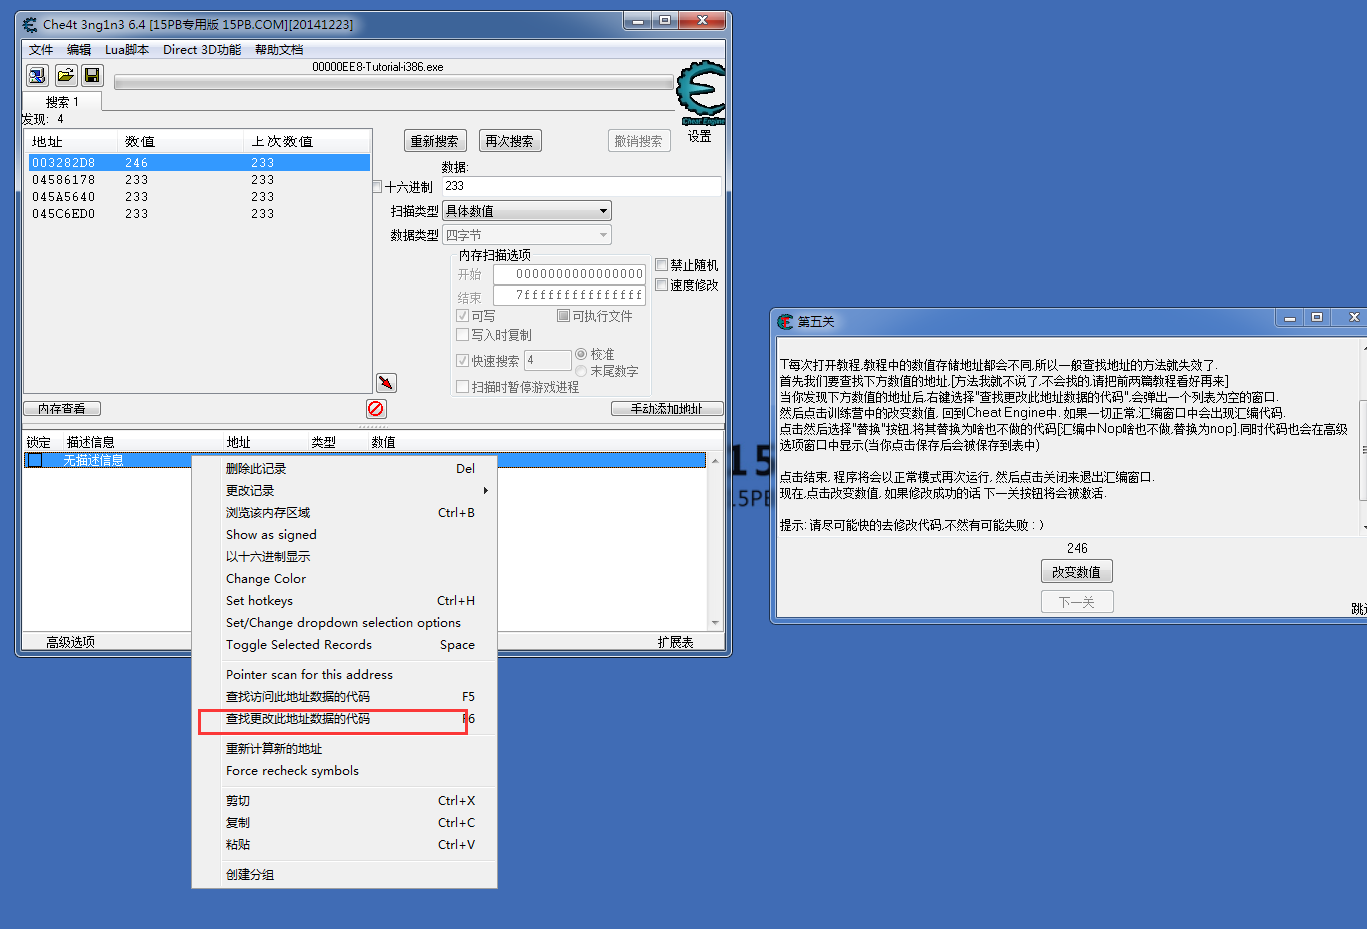 Che4t 3ng1n3 6.4 [15PB专用版 15PB.COM][20141223]
文件 编辑 Lua脚本 Direct 3D功能 帮助文档
00000EE8-Tutorial-i386.exe
搜索 1
发现: 4
Cheat Engine
设置
地址 数值 上次数值
003282D8 246 233
04586178 233 233
045A5640 233 233
045C6ED0 233 233
重新搜索 再次搜索 撤销搜索
数据:
十六进制 233
扫描类型 具体数值
数据类型 四字节
内存扫描选项
开始 0000000000000000
结束 7fffffffffffffff
禁止随机
速度修改
可写 可执行文件
写入时复制
快速搜索 4 校准
末尾数字
扫描时暂停游戏进程
内存查看 手动添加地址
锁定 描述信息 地址 类型 数值
无描述信息
高级选项 扩展表
删除此记录 Del
更改记录
浏览该内存区域 Ctrl+B
Show as signed
以十六进制显示
Change Color
Set hotkeys Ctrl+H
Set/Change dropdown selection options
Toggle Selected Records Space
Pointer scan for this address
查找访问此地址数据的代码 F5
查找更改此地址数据的代码 F6
重新计算新的地址
Force recheck symbols
剪切 Ctrl+X
复制 Ctrl+C
粘贴 Ctrl+V
创建分组
15
15PB
第五关
T每次打开教程,教程中的数值存储地址都会不同,所以一般查找地址的方法就失效了.
首先我们要查找下方数值的地址,[方法我就不说了,不会找的,请把前两篇教程看好再来]
当你发现下方数值的地址后,右键选择"查找更改此地址数据的代码",会弹出一个列表为空的窗口.
然后点击训练营中的改变数值, 回到Cheat Engine中. 如果一切正常,汇编窗口中会出现汇编代码.
点击然后选择"替换"按钮,将其替换为啥也不做的代码[汇编中Nop啥也不做,替换为nop].同时代码也会在高级
选项窗口中显示(当你点击保存后会被保存到表中)
点击结束, 程序将会以正常模式再次运行, 然后点击关闭来退出汇编窗口.
现在,点击改变数值, 如果修改成功的话 下一关按钮将会被激活.
提示: 请尽可能快的去修改代码,不然有可能失败 : )
246
改变数值
下一关